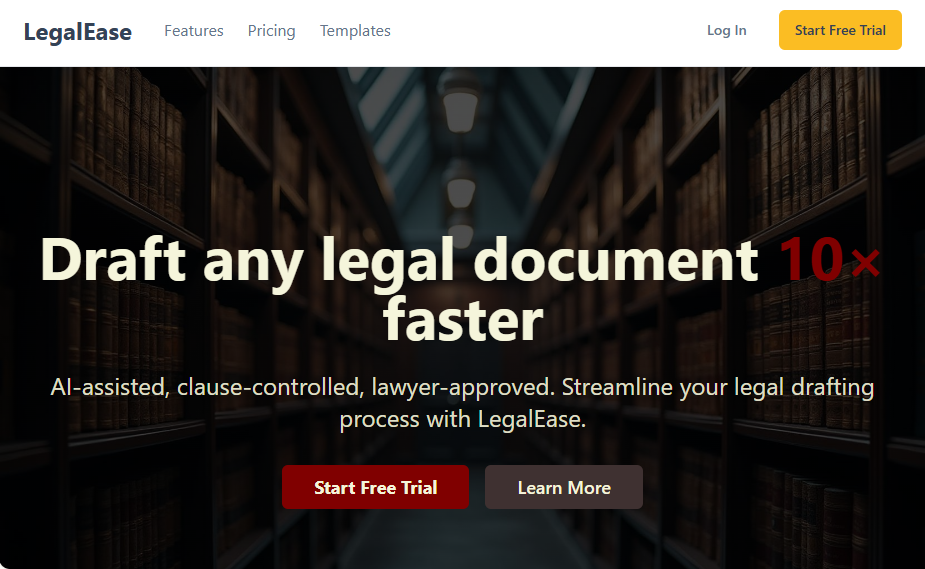 LegalEase Features Pricing Templates Log In Start Free Trial
Draft any legal document 10×
faster
AI-assisted, clause-controlled, lawyer-approved. Streamline your legal drafting
process with LegalEase.
Start Free Trial Learn More